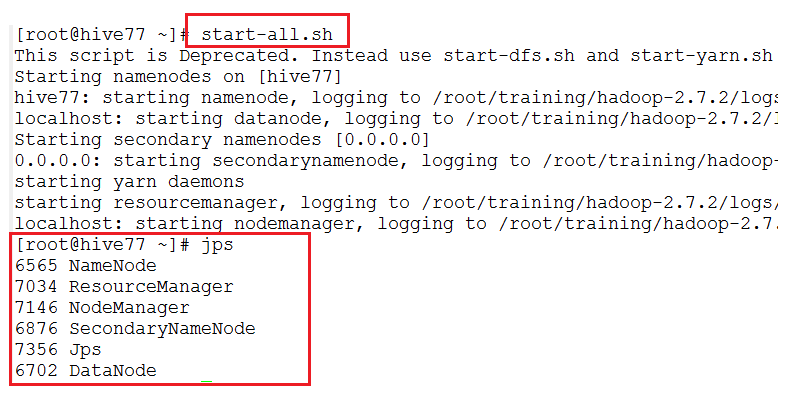 [root@hive77 ~]# start-all.sh
This script is Deprecated. Instead use start-dfs.sh and start-yarn.sh
Starting namenodes on [hive77]
hive77: starting namenode, logging to /root/training/hadoop-2.7.2/logs
localhost: starting datanode, logging to /root/training/hadoop-2.7.2/l
Starting secondary namenodes [0.0.0.0]
0.0.0.0: starting secondarynamenode, logging to /root/training/hadoop-
starting yarn daemons
starting resourcemanager, logging to /root/training/hadoop-2.7.2/logs/
localhost: starting nodemanager, logging to /root/training/hadoop-2.7.
[root@hive77 ~]# jps
6565 NameNode
7034 ResourceManager
7146 NodeManager
6876 SecondaryNameNode
7356 Jps
6702 DataNode